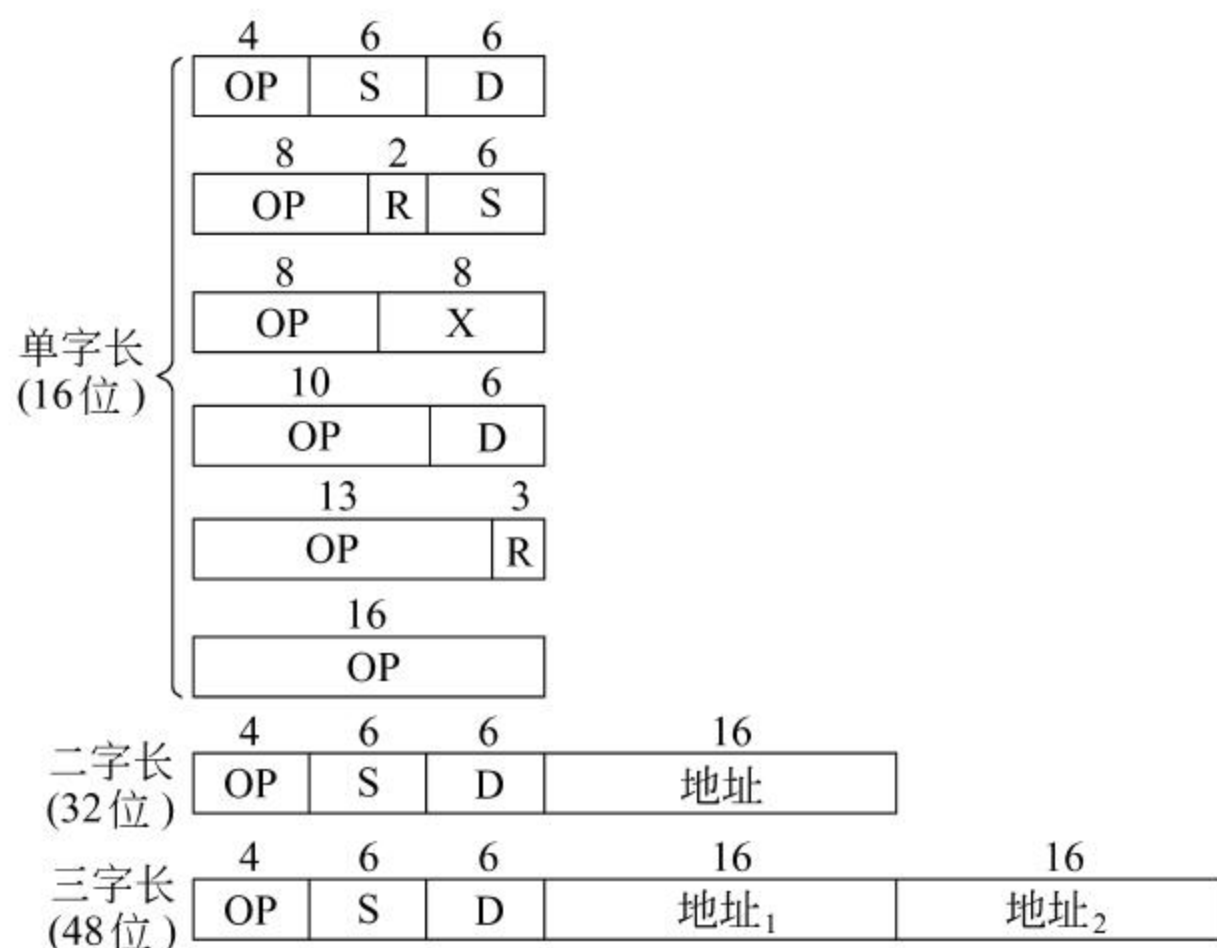 4 6 6
OP S D
8 2 6
OP R S
8 8
OP X
单字长
(16位)
10 6
OP D
13 3
OP R
16
OP
二字长
(32位)
4 6 6 16
OP S D 地址
三字长
(48位)
4 6 6 16 16
OP S D 地址₁ 地址₂